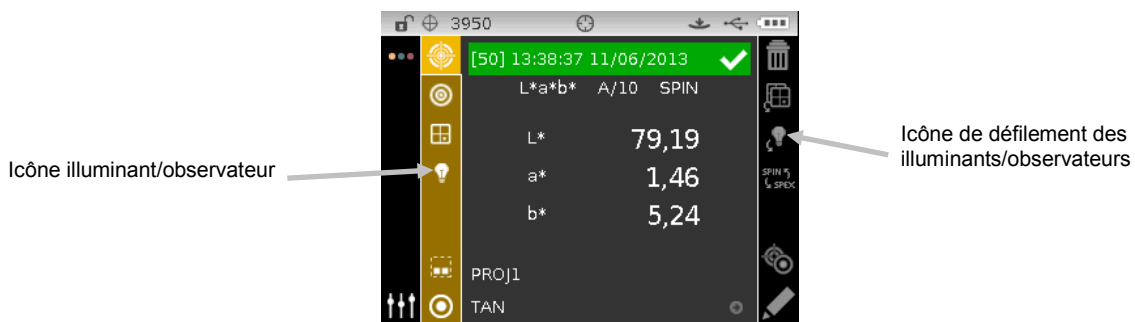 3950
[50] 13:38:37 11/06/2013
L*a*b* A/10 SPIN
L* 79,19
a* 1,46
b* 5,24
PROJ1
TAN
SPIN
SPEX
Icône illuminant/observateur
Icône de défilement des
illuminants/observateurs